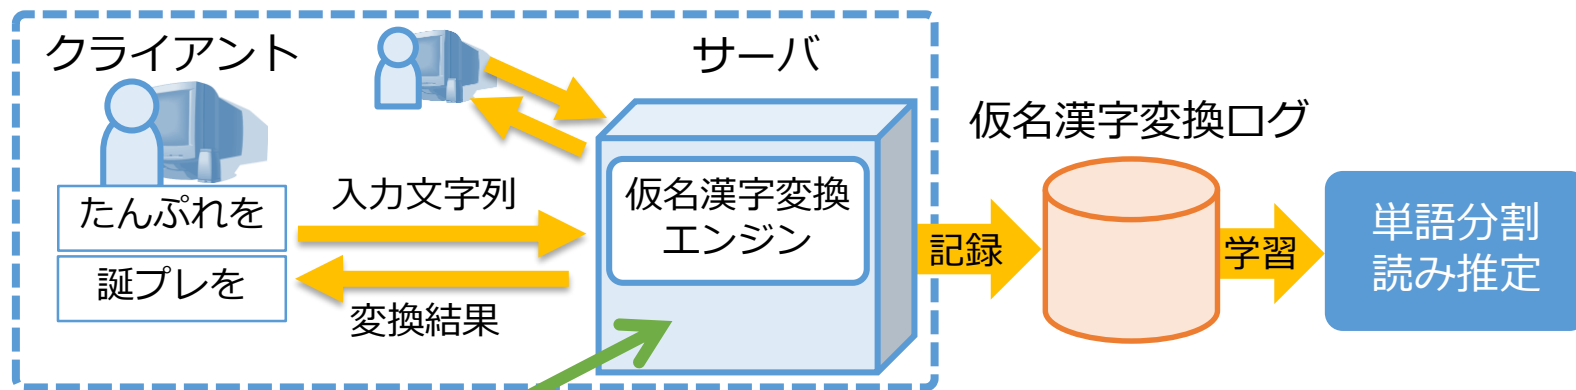 クライアント
サーバ
仮名漢字変換ログ
たんぷれを
誕プレを
入力文字列
変換結果
仮名漢字変換
エンジン
記録
学習
単語分割
読み推定